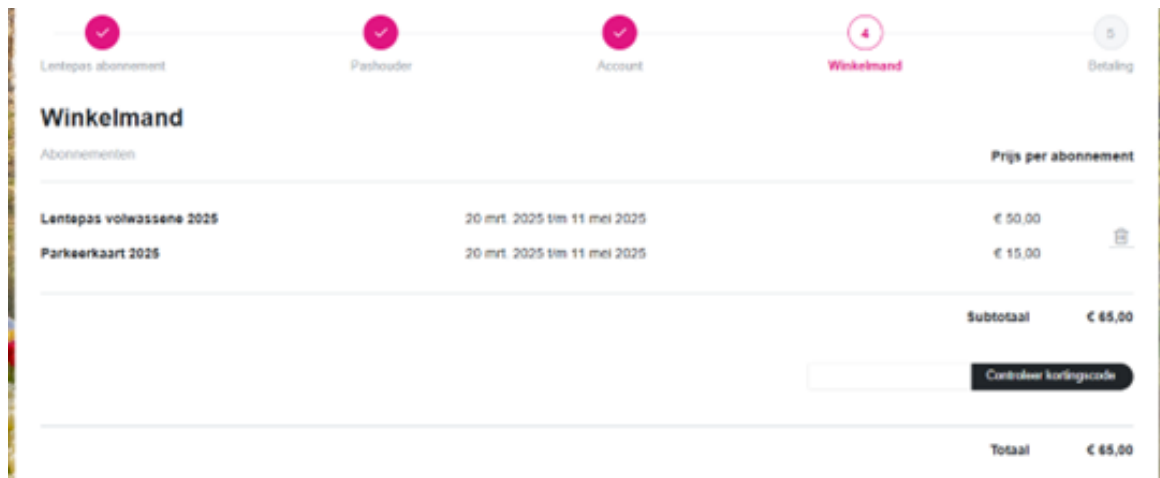 4
5
Lentepas abonnement
Pashouder
Account
Winkelmand
Betaling
Winkelmand
Abonnementen
Prijs per abonnement
Lentepas volwassene 2025 20 mrt. 2025 t/m 11 mei 2025 € 50,00
Parkeerkaart 2025 20 mrt. 2025 t/m 11 mei 2025 € 15,00
Subtotaal € 65,00
Controleer kortingscode
Totaal € 65,00